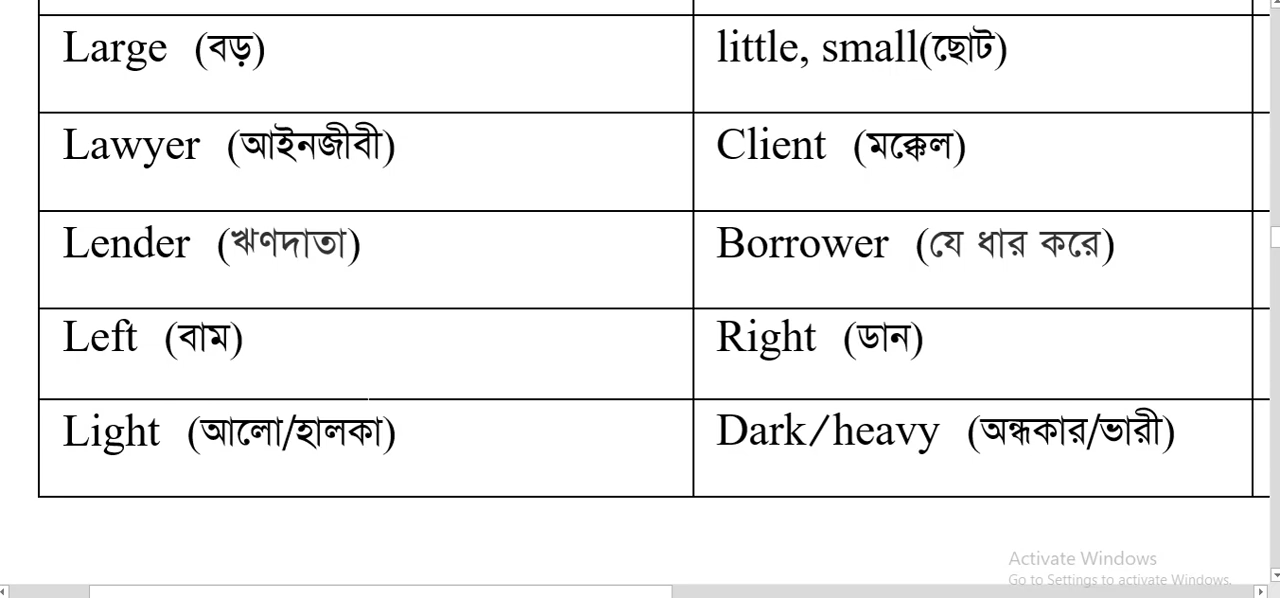 Large (বড়) little, small(ছোট)
Lawyer (আইনজীবী) Client (মক্কেল)
Lender (ঋণদাতা) Borrower (যে ধার করে)
Left (বাম) Right (ডান)
Light (আলো/হালকা) Dark/heavy (অন্ধকার/ভারী)
Activate Windows
Go to Settings to activate Windows.